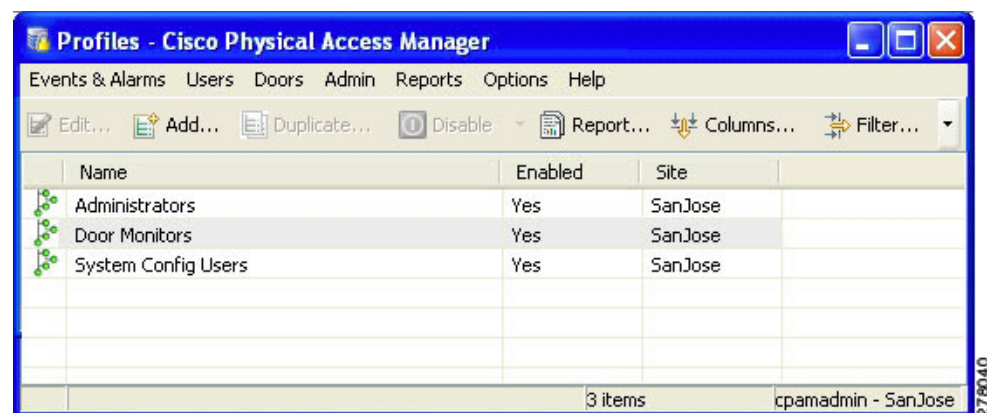 Profiles - Cisco Physical Access Manager
Events & Alarms Users Doors Admin Reports Options Help
Edit... Add... Duplicate... Disable Report... Columns... Filter...
Name Enabled Site
Administrators Yes SanJose
Door Monitors Yes SanJose
System Config Users Yes SanJose
3 items cpamadmin - SanJose
278040